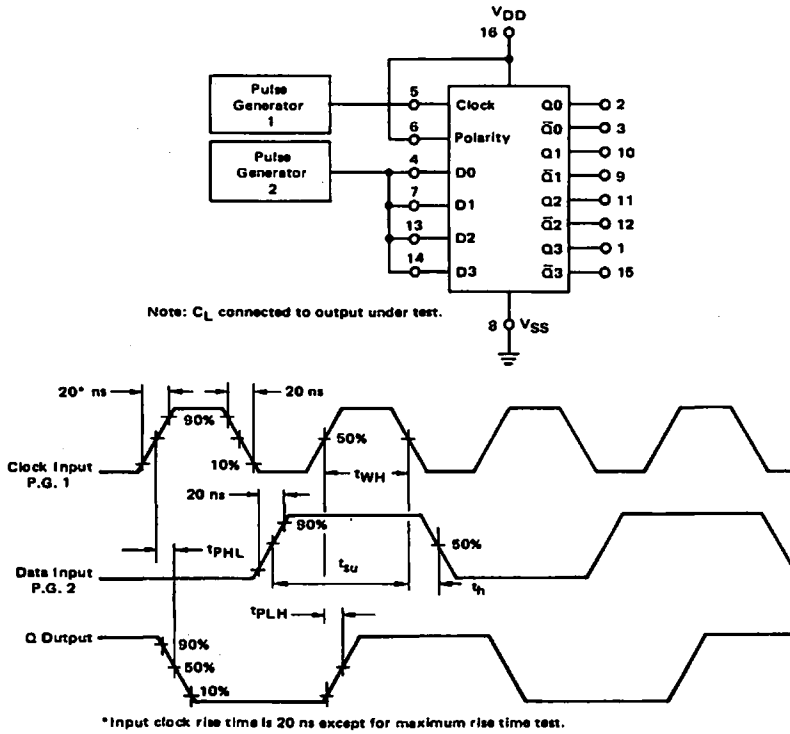 VDD
16
Pulse
Generator
1
5
Clock
6
Polarity
Pulse
Generator
2
4
D0
7
D1
13
D2
14
D3
Q0
2
Q̅0
3
Q1
10
Q̅1
9
Q2
11
Q̅2
12
Q3
1
Q̅3
15
Note: CL connected to output under test.
8
VSS
20* ns
20 ns
90%
50%
10%
Clock Input
P.G. 1
tWH
20 ns
90%
50%
tPHL
tsu
th
Data Input
P.G. 2
tPLH
Q Output
90%
50%
10%
*Input clock rise time is 20 ns except for maximum rise time test.